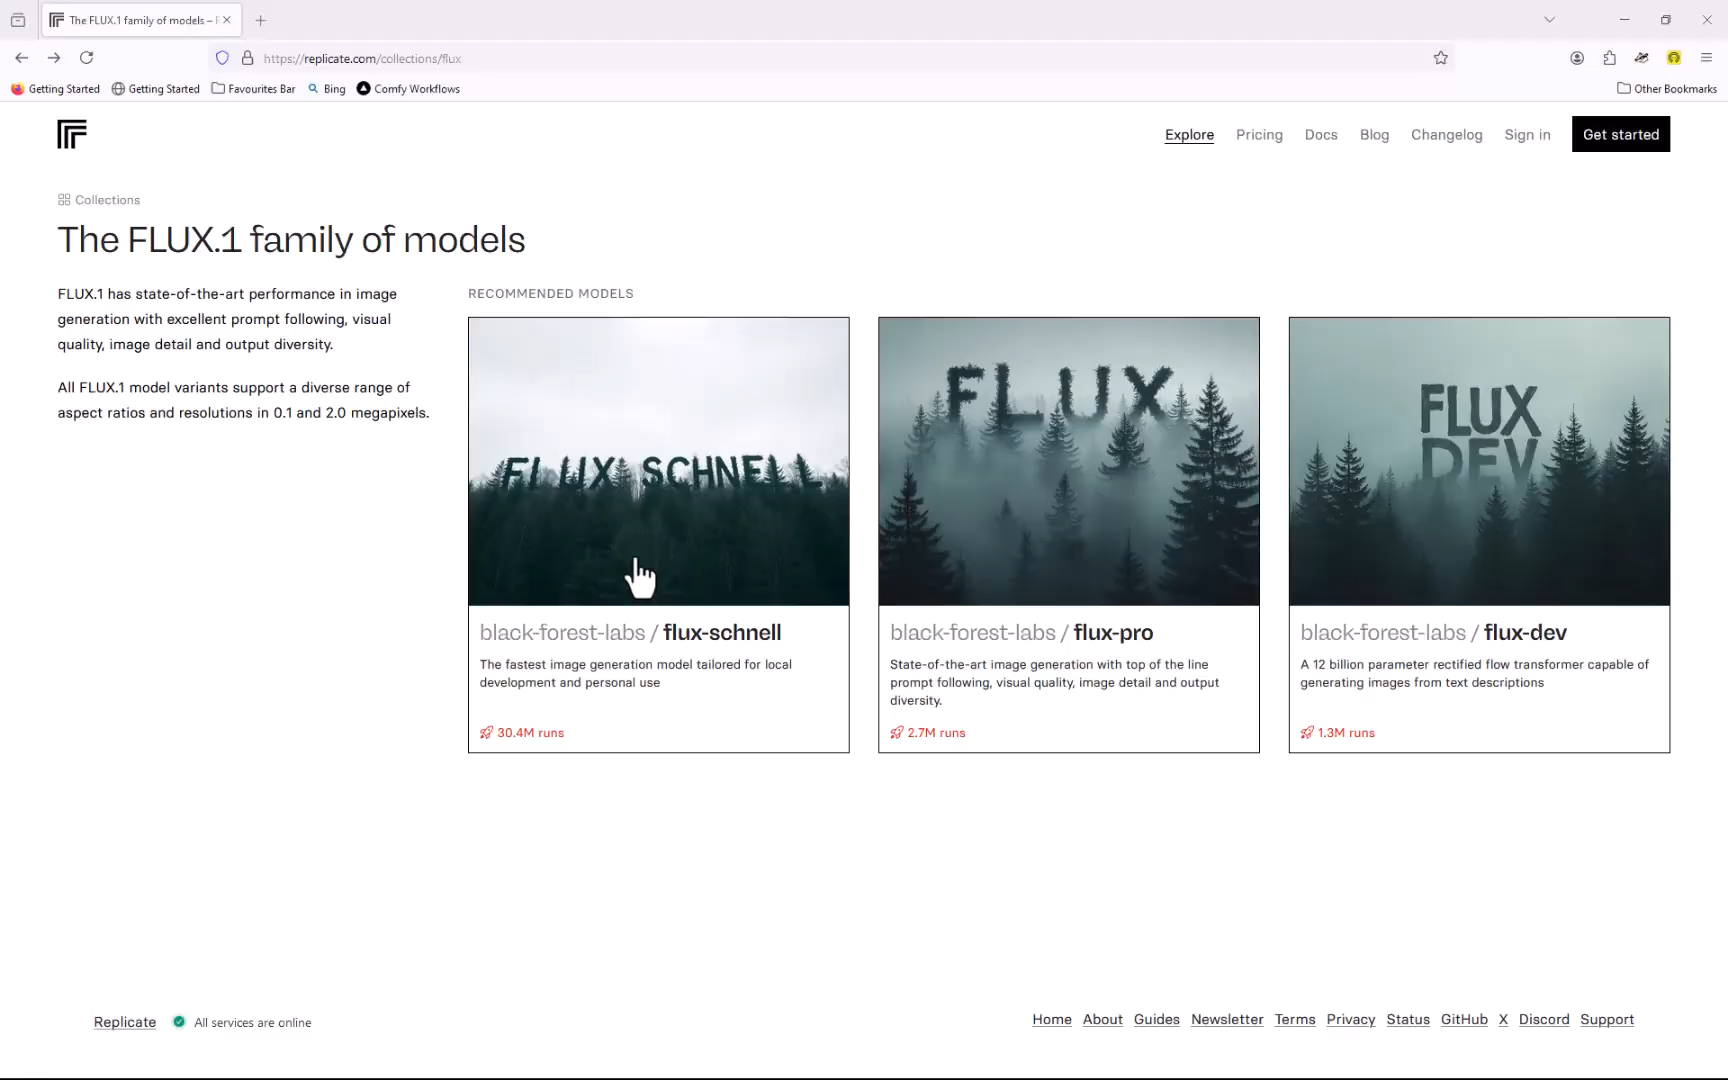 The FLUX.1 family of models –
https://replicate.com/collections/flux
Getting Started
Getting Started
Favourites Bar
Bing
Comfy Workflows
Other Bookmarks
Explore
Pricing
Docs
Blog
Changelog
Sign in
Get started
Collections
The FLUX.1 family of models
FLUX.1 has state-of-the-art performance in image
generation with excellent prompt following, visual
quality, image detail and output diversity.
All FLUX.1 model variants support a diverse range of
aspect ratios and resolutions in 0.1 and 2.0 megapixels.
RECOMMENDED MODELS
FLUX SCHNELL
black-forest-labs / flux-schnell
The fastest image generation model tailored for local
development and personal use
30.4M runs
FLUX
black-forest-labs / flux-pro
State-of-the-art image generation with top of the line
prompt following, visual quality, image detail and output
diversity.
2.7M runs
FLUX
DEV
black-forest-labs / flux-dev
A 12 billion parameter rectified flow transformer capable of
generating images from text descriptions
1.3M runs
Replicate
All services are online
Home
About
Guides
Newsletter
Terms
Privacy
Status
GitHub
X
Discord
Support